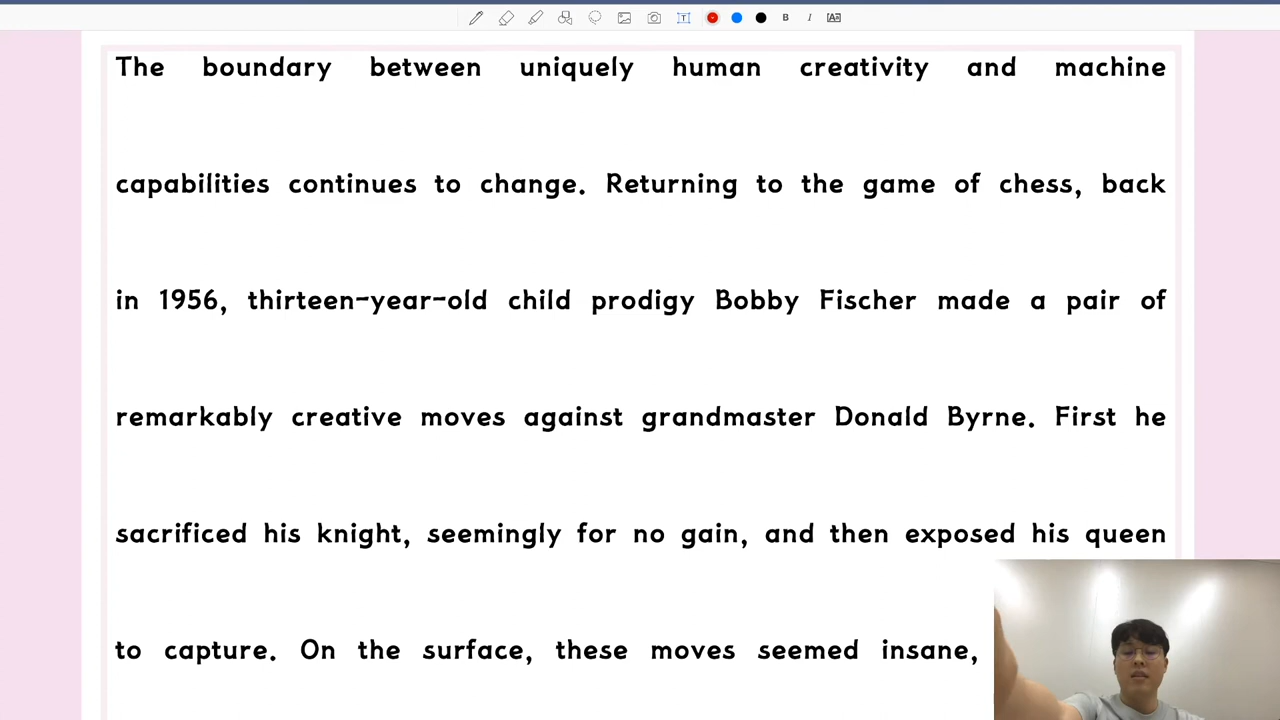 B I Aa
The boundary between uniquely human creativity and machine
capabilities continues to change. Returning to the game of chess, back
in 1956, thirteen-year-old child prodigy Bobby Fischer made a pair of
remarkably creative moves against grandmaster Donald Byrne. First he
sacrificed his knight, seemingly for no gain, and then exposed his queen
to capture. On the surface, these moves seemed insane,